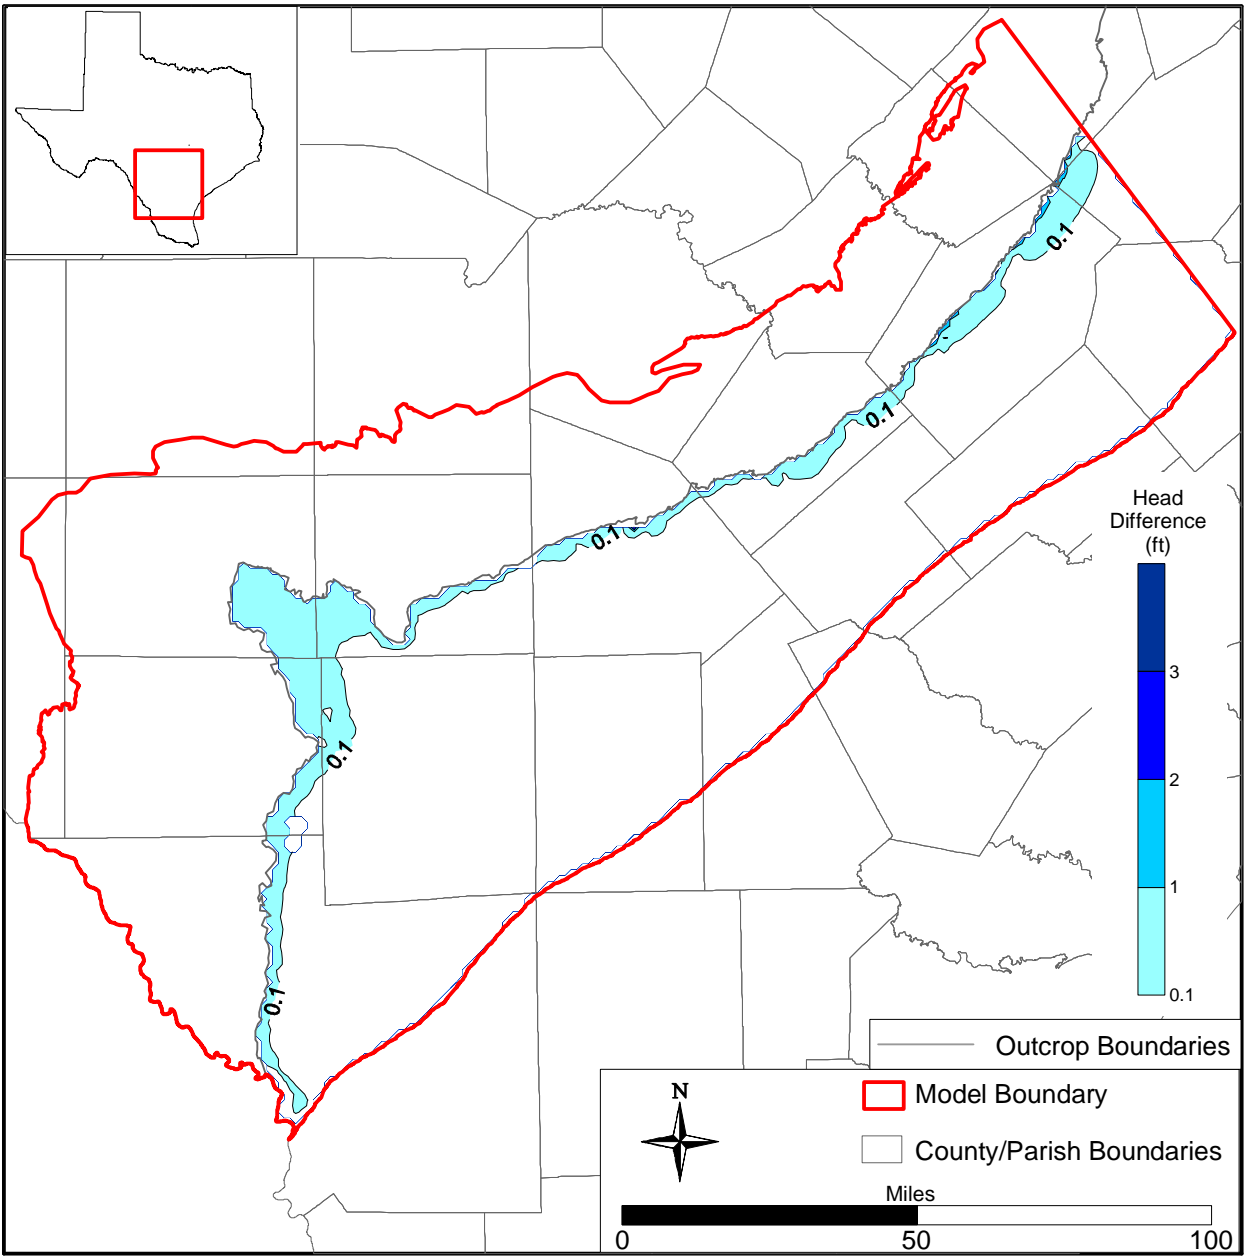 0.1
0.1
0.1
0.1
0.1
Head
Difference
(ft)
3
2
1
0.1
Outcrop Boundaries
N
Model Boundary
County/Parish Boundaries
Miles
0 50 100